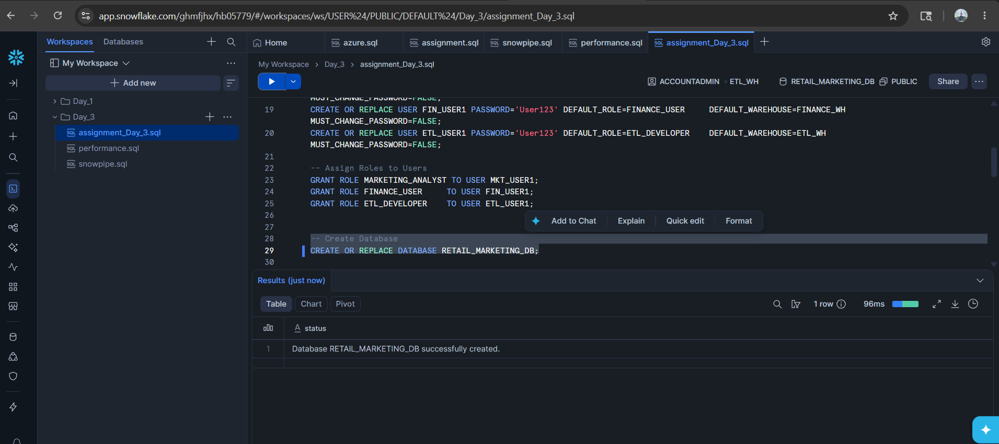 app.snowflake.com/ghmfjhx/hb05779/#/workspaces/ws/USER%24/PUBLIC/DEFAULT%24/Day_3/assignment_Day_3.sql
Workspaces Databases
My Workspace
Add new
Day_1
Day_3
assignment_Day_3.sql
performance.sql
snowpipe.sql
Home
SQL azure.sql
SQL assignment.sql
SQL snowpipe.sql
SQL performance.sql
SQL assignment_Day_3.sql
My Workspace > Day_3 > assignment_Day_3.sql
ACCOUNTADMIN ETL_WH RETAIL_MARKETING_DB PUBLIC Share
MUST_CHANGE_PASSWORD=FALSE;
19 CREATE OR REPLACE USER FIN_USER1 PASSWORD='User123' DEFAULT_ROLE=FINANCE_USER DEFAULT_WAREHOUSE=FINANCE_WH
MUST_CHANGE_PASSWORD=FALSE;
20 CREATE OR REPLACE USER ETL_USER1 PASSWORD='User123' DEFAULT_ROLE=ETL_DEVELOPER DEFAULT_WAREHOUSE=ETL_WH
MUST_CHANGE_PASSWORD=FALSE;
21
22 -- Assign Roles to Users
23 GRANT ROLE MARKETING_ANALYST TO USER MKT_USER1;
24 GRANT ROLE FINANCE_USER TO USER FIN_USER1;
25 GRANT ROLE ETL_DEVELOPER TO USER ETL_USER1;
26
Add to Chat Explain Quick edit Format
27
28 -- Create Database
29 CREATE OR REPLACE DATABASE RETAIL_MARKETING_DB;
30
Results (just now)
Table Chart Pivot
1 row 96ms
A status
1 Database RETAIL_MARKETING_DB successfully created.